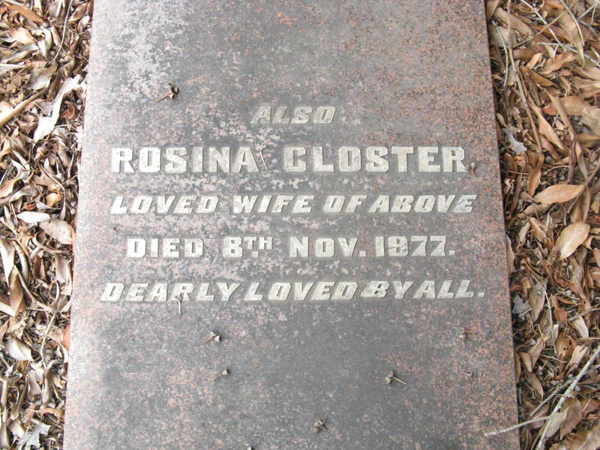 ALSO
ROSINA CLOSTER
LOVED WIFE OF ABOVE
DIED 8TH NOV. 1977.
DEARLY LOVED BY ALL.